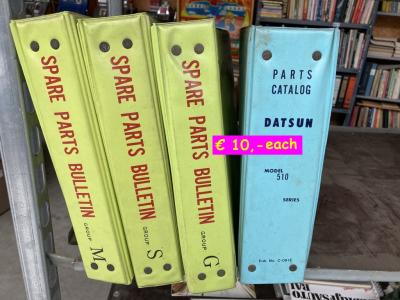 SPARE PARTS BULLETIN
GROUP M
SPARE PARTS BULLETIN
GROUP S
SPARE PARTS BULLETIN
GROUP G
€ 10,-each
PARTS
CATALOG
DATSUN
MODEL
510
SERIES